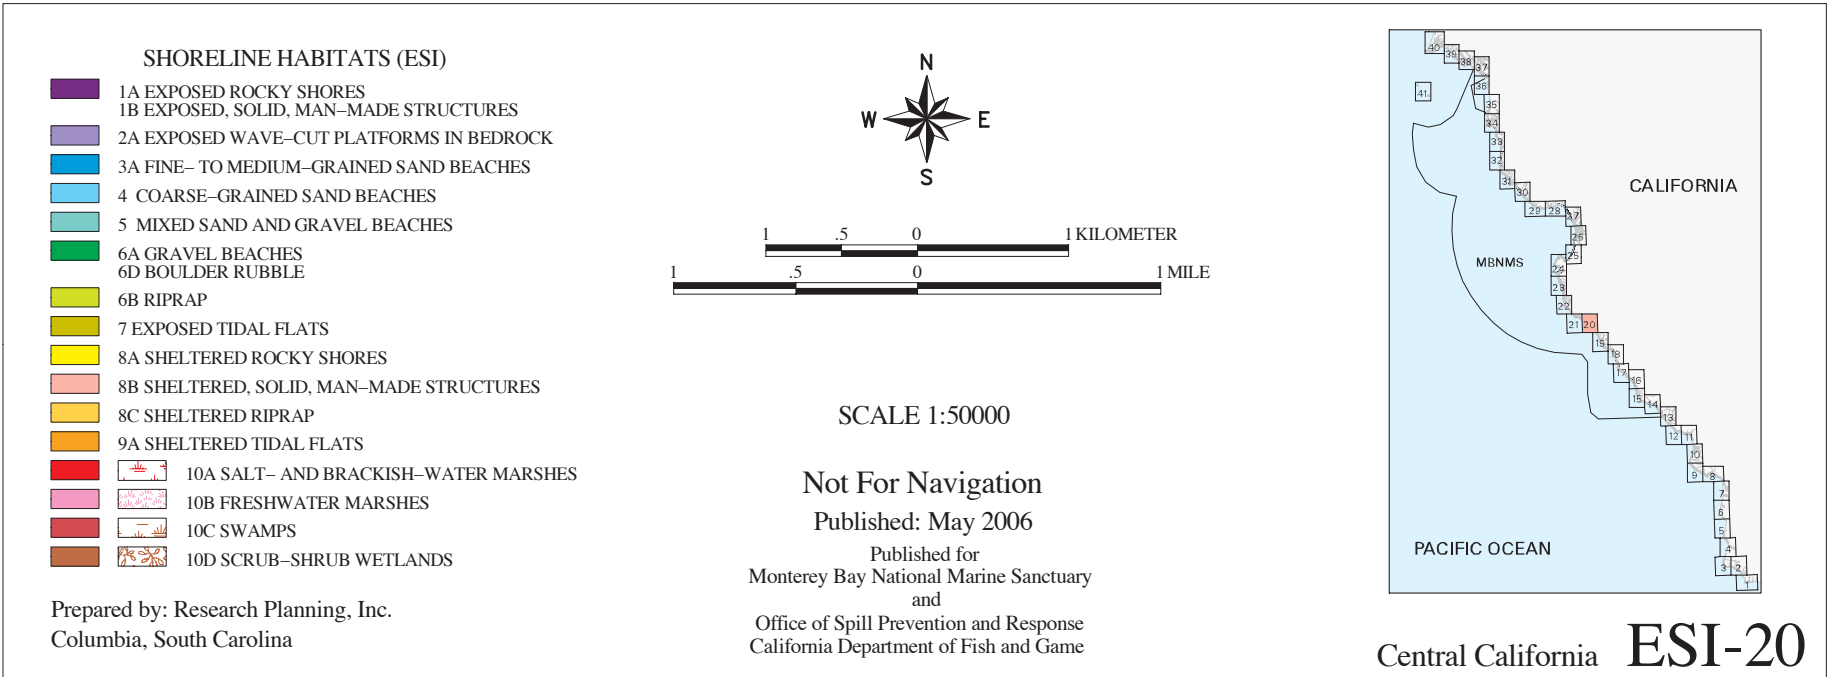 SHORELINE HABITATS (ESI)
1A EXPOSED ROCKY SHORES
1B EXPOSED, SOLID, MAN–MADE STRUCTURES
2A EXPOSED WAVE–CUT PLATFORMS IN BEDROCK
3A FINE– TO MEDIUM–GRAINED SAND BEACHES
4 COARSE–GRAINED SAND BEACHES
5 MIXED SAND AND GRAVEL BEACHES
6A GRAVEL BEACHES
6D BOULDER RUBBLE
6B RIPRAP
7 EXPOSED TIDAL FLATS
8A SHELTERED ROCKY SHORES
8B SHELTERED, SOLID, MAN–MADE STRUCTURES
8C SHELTERED RIPRAP
9A SHELTERED TIDAL FLATS
10A SALT– AND BRACKISH–WATER MARSHES
10B FRESHWATER MARSHES
10C SWAMPS
10D SCRUB–SHRUB WETLANDS
Prepared by: Research Planning, Inc.
Columbia, South Carolina
N
W E
S
1 .5 0 1 KILOMETER
1 .5 0 1 MILE
SCALE 1:50000
Not For Navigation
Published: May 2006
Published for
Monterey Bay National Marine Sanctuary
and
Office of Spill Prevention and Response
California Department of Fish and Game
40
39
38
37
36
41
35
34
33
32
31
30
29 28
27
26
25
24
23
22
21 20
19
18
17
16
15
14
13
12 11
10
9 8
7
6
5
4
3 2
1
CALIFORNIA
MBNMS
PACIFIC OCEAN
Central California ESI-20